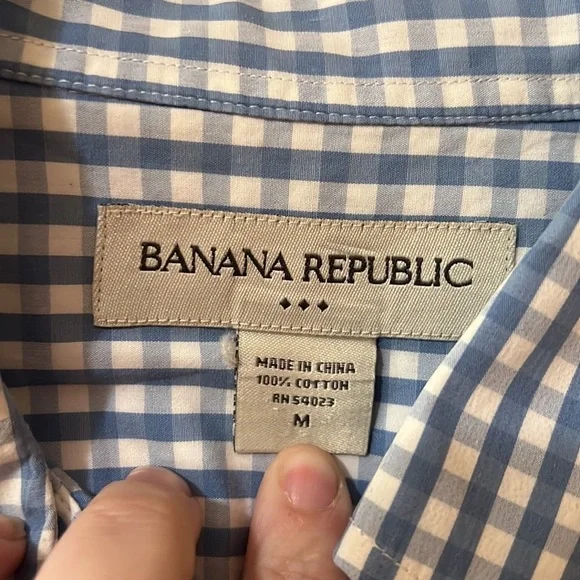 BANANA REPUBLIC
MADE IN CHINA
100% COTTON
RN 54023
M